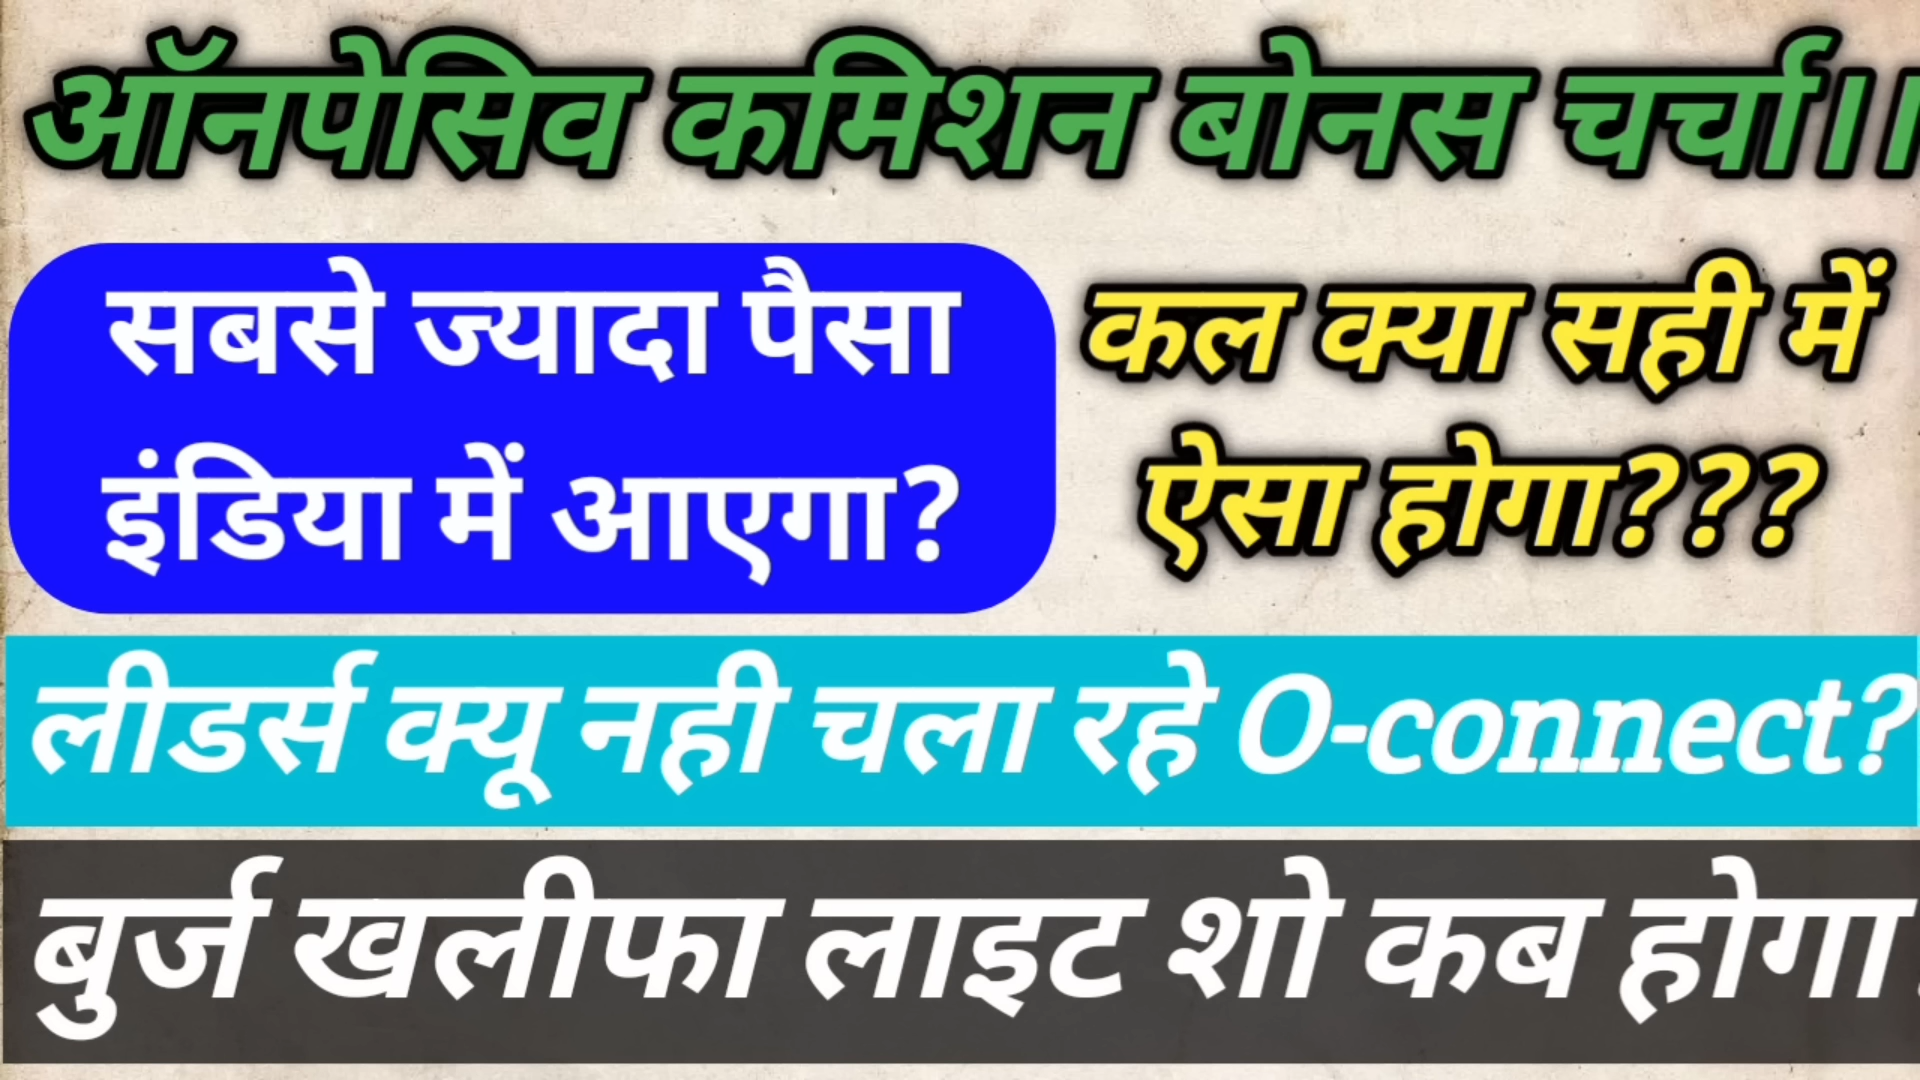 ऑनपेसिव कमिशन बोनस चर्चा।।
सबसे ज्यादा पैसा
इंडिया में आएगा?
कल क्या सही में
ऐसा होगा???
लीडर्स क्यू नही चला रहे O-connect?
बुर्ज खलीफा लाइट शो कब होगा